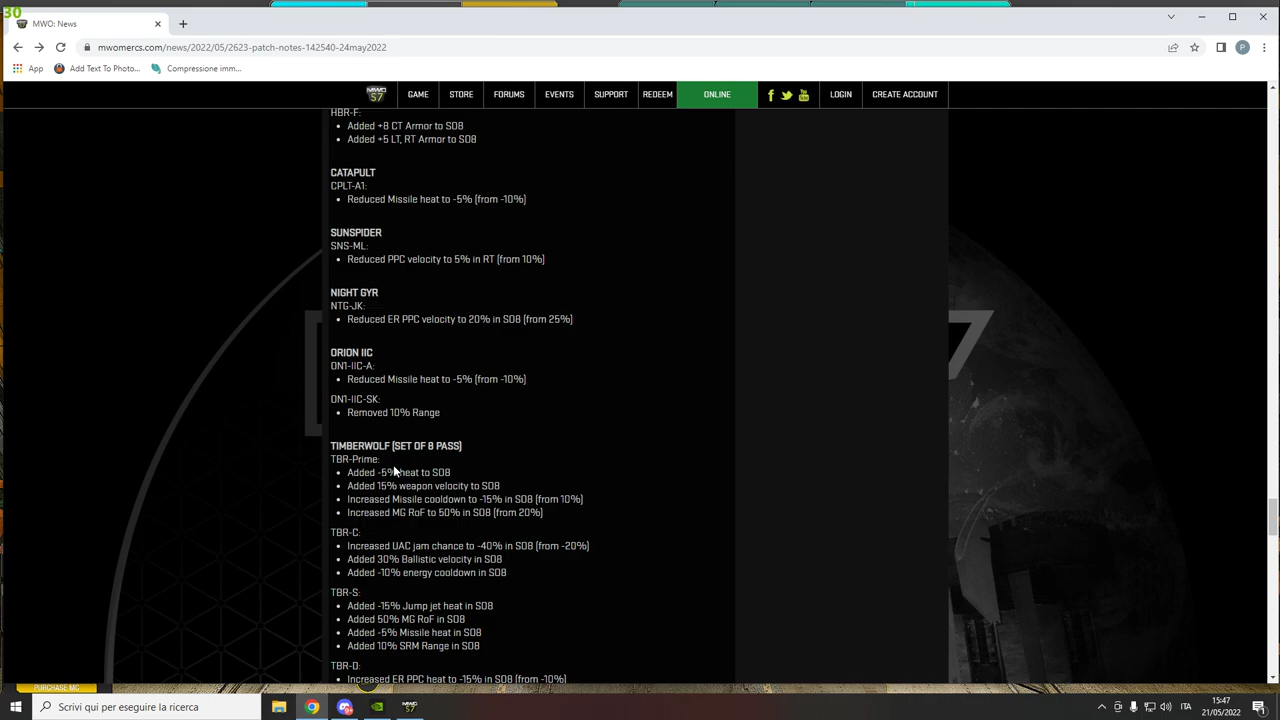 30
MWO: News
mwomercs.com/news/2022/05/2623-patch-notes-142540-24may2022
P
App
Add Text To Photo...
Compressione imm...
MWO
S7
GAME
STORE
FORUMS
EVENTS
SUPPORT
REDEEM
ONLINE
LOGIN
CREATE ACCOUNT
HBR-F:
• Added +8 CT Armor to SO8
• Added +5 LT, RT Armor to SO8
CATAPULT
CPLT-A1:
• Reduced Missile heat to -5% (from -10%)
SUNSPIDER
SNS-ML:
• Reduced PPC velocity to 5% in RT (from 10%)
NIGHT GYR
NTG-JK:
• Reduced ER PPC velocity to 20% in SO8 (from 25%)
ORION IIC
ON1-IIC-A:
• Reduced Missile heat to -5% (from -10%)
ON1-IIC-SK:
• Removed 10% Range
TIMBERWOLF (SET OF 8 PASS)
TBR-Prime:
• Added -5% heat to SO8
• Added 15% weapon velocity to SO8
• Increased Missile cooldown to -15% in SO8 (from 10%)
• Increased MG RoF to 50% in SO8 (from 20%)
TBR-C:
• Increased UAC jam chance to -40% in SO8 (from -20%)
• Added 30% Ballistic velocity in SO8
• Added -10% energy cooldown in SO8
TBR-S:
• Added -15% Jump jet heat in SO8
• Added 50% MG RoF in SO8
• Added -5% Missile heat in SO8
• Added 10% SRM Range in SO8
TBR-D:
• Increased ER PPC heat to -15% in SO8 (from -10%)
7
PURCHASE MC
Scrivi qui per eseguire la ricerca
MWO
S7
ITA
15:47
21/05/2022
1